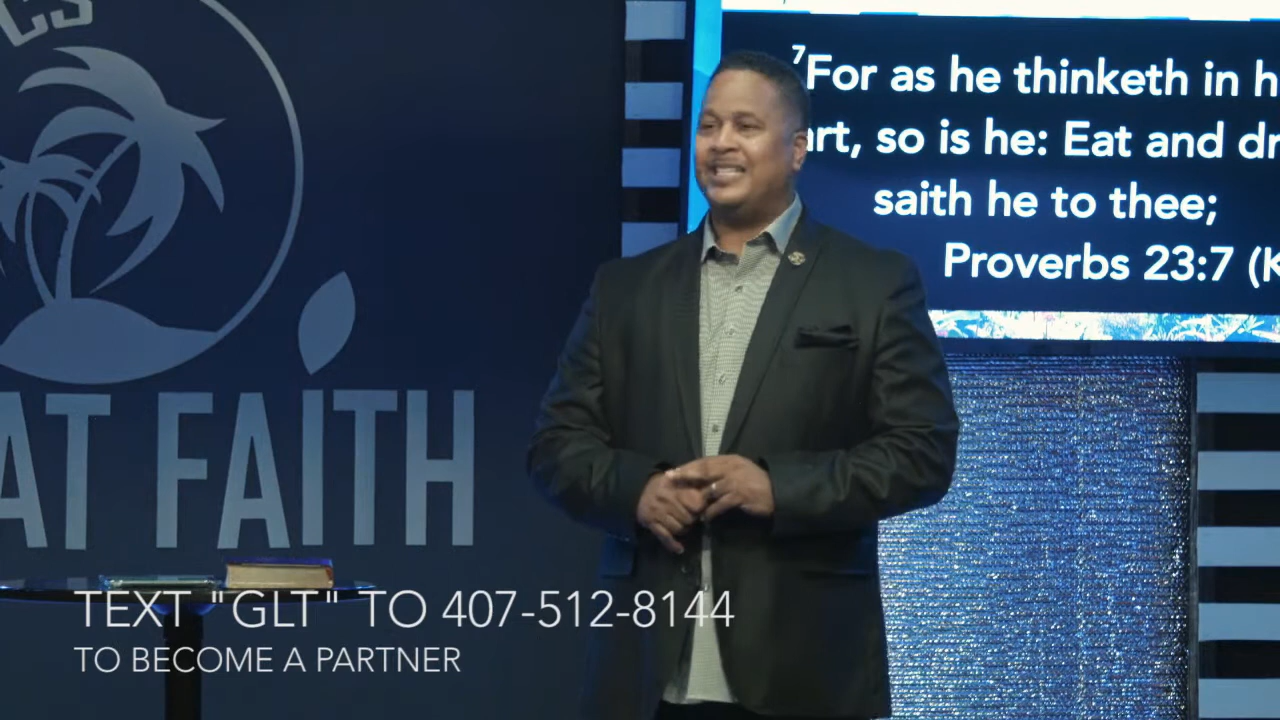 CS
AT FAITH
7For as he thinketh in h
art, so is he: Eat and dr
saith he to thee;
Proverbs 23:7 (K
TEXT "GLT" TO 407-512-8144
TO BECOME A PARTNER